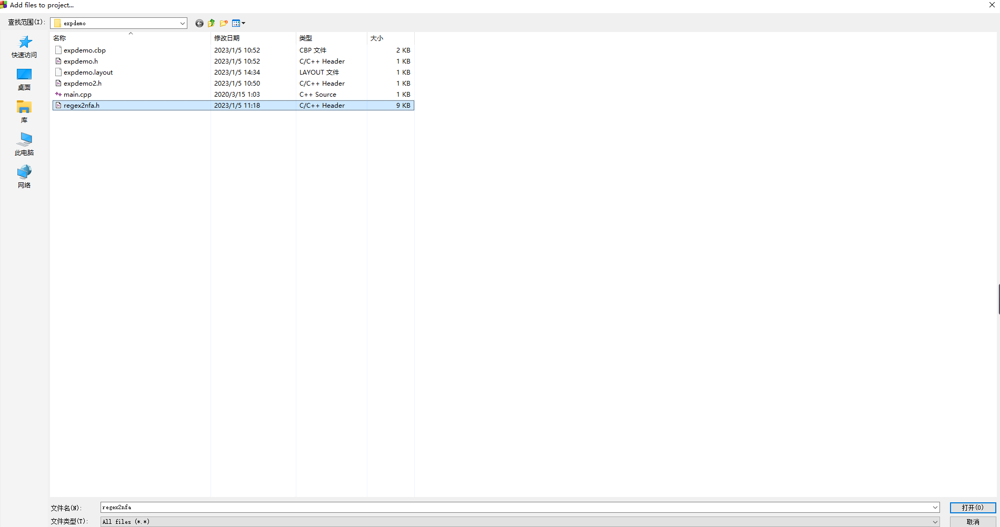 Add files to project...
查找范围(I): expdemo
名称 修改日期 类型 大小
expdemo.cbp 2023/1/5 10:52 CBP 文件 2 KB
expdemo.h 2023/1/5 10:52 C/C++ Header 1 KB
expdemo.layout 2023/1/5 14:34 LAYOUT 文件 1 KB
expdemo2.h 2023/1/5 10:50 C/C++ Header 1 KB
main.cpp 2020/3/15 1:03 C++ Source 1 KB
regex2nfa.h 2023/1/5 11:18 C/C++ Header 9 KB
快速访问
桌面
库
此电脑
网络
文件名(N): regex2nfa 打开(O)
文件类型(T): All files (*.*) 取消